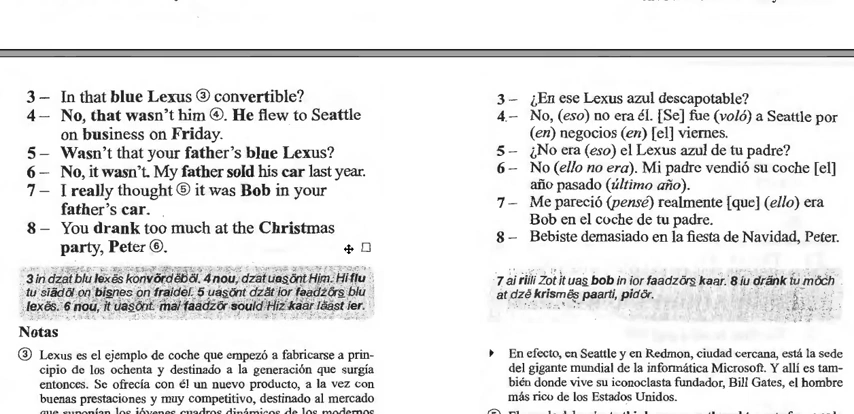 3 – In that blue Lexus ③ convertible?
4 – No, that wasn't him ④. He flew to Seattle
on business on Friday.
5 – Wasn't that your father's blue Lexus?
6 – No, it wasn't. My father sold his car last year.
7 – I really thought ⑤ it was Bob in your
father's car.
8 – You drank too much at the Christmas
party, Peter ⑥.
3 in dzat blu lexës konvõrdëböl. 4 nou, dzat uasönt Him. Hi flu
tu siädöl on bisnes on fraidei. 5 uasönt dzät ior faadzörs blu
lexës. 6 nou, it uasönt. mai faadzör sould Hiz kaar lääst ier.
Notas
③ Lexus es el ejemplo de coche que empezó a fabricarse a prin-
cipio de los ochenta y destinado a la generación que surgía
entonces. Se ofrecía con él un nuevo producto, a la vez con
buenas prestaciones y muy competitivo, destinado al mercado
que suponían los jóvenes cuadros dinámicos de los modernos
3 – ¿En ese Lexus azul descapotable?
4 – No, (eso) no era él. [Se] fue (voló) a Seattle por
(en) negocios (en) [el] viernes.
5 – ¿No era (eso) el Lexus azul de tu padre?
6 – No (ello no era). Mi padre vendió su coche [el]
año pasado (último año).
7 – Me pareció (pensé) realmente [que] (ello) era
Bob en el coche de tu padre.
8 – Bebiste demasiado en la fiesta de Navidad, Peter.
7 ai riili Zot it uas bob in ior faadzörs kaar. 8 iu dränk tu möch
at dzë krismës paarti, pidör.
▸ En efecto, en Seattle y en Redmon, ciudad cercana, está la sede
del gigante mundial de la informática Microsoft. Y allí es tam-
bién donde vive su iconoclasta fundador, Bill Gates, el hombre
más rico de los Estados Unidos.